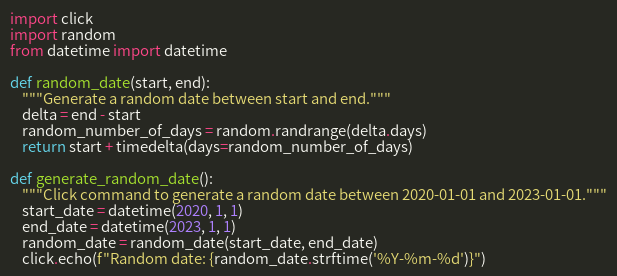 import click
import random
from datetime import datetime

def random_date(start, end):
    """Generate a random date between start and end."""
    delta = end - start
    random_number_of_days = random.randrange(delta.days)
    return start + timedelta(days=random_number_of_days)

def generate_random_date():
    """Click command to generate a random date between 2020-01-01 and 2023-01-01."""
    start_date = datetime(2020, 1, 1)
    end_date = datetime(2023, 1, 1)
    random_date = random_date(start_date, end_date)
    click.echo(f"Random date: {random_date.strftime('%Y-%m-%d')}")